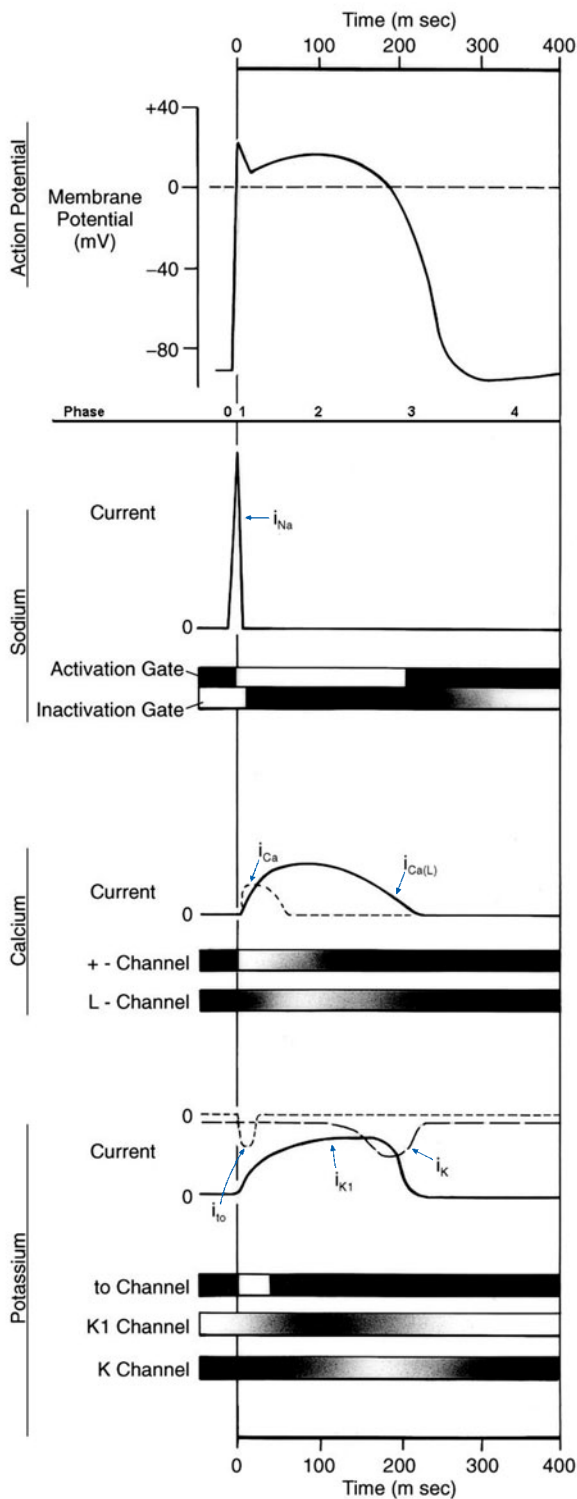 Time (m sec)
0 100 200 300 400
Action Potential
+40
0
−40
−80
Membrane
Potential
(mV)
Phase 0 1 2 3 4
Sodium
Current
iNa
0
Activation Gate
Inactivation Gate
Calcium
iCa
iCa(L)
Current
0
+ - Channel
L - Channel
Potassium
0
Current
iK
iK1
0
ito
to Channel
K1 Channel
K Channel
0 100 200 300 400
Time (m sec)